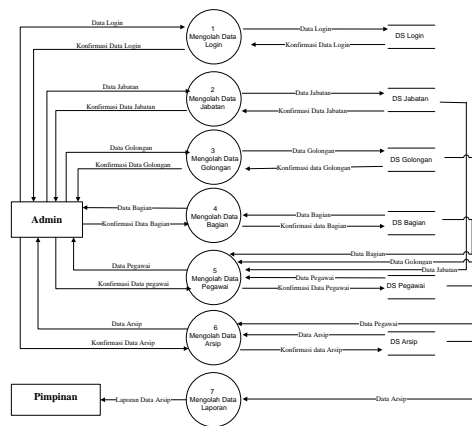 Data Login
Konfirmasi Data Login
1
Mengolah Data
Login
Data Login
Konfirmasi Data Login
DS Login
Data Jabatan
Konfirmasi Data Jabatan
2
Mengolah Data
Jabatan
Data Jabatan
Konfirmasi Data Jabatan
DS Jabatan
Data Golongan
Konfirmasi Data Golongan
3
Mengolah Data
Golongan
Data Golongan
Konfirmasi data Golongan
DS Golongan
Admin
Data Bagian
Konfirmasi Data Bagian
4
Mengolah Data
Bagian
Data Bagian
Konfirmasi data Bagian
DS Bagian
Data Pegawai
Konfirmasi Data pegawai
5
Mengolah Data
Pegawai
Data Bagian
Data Golongan
Data Jabatan
Data Pegawai
Konfirmasi Data Pegawai
DS Pegawai
Data Arsip
Konfirmasi Data Arsip
6
Mengolah Data
Arsip
Data Pegawai
Data Arsip
Konfirmasi data Arsip
DS Arsip
Pimpinan
Laporan Data Arsip
7
Mengolah Data
Laporan
Data Arsip